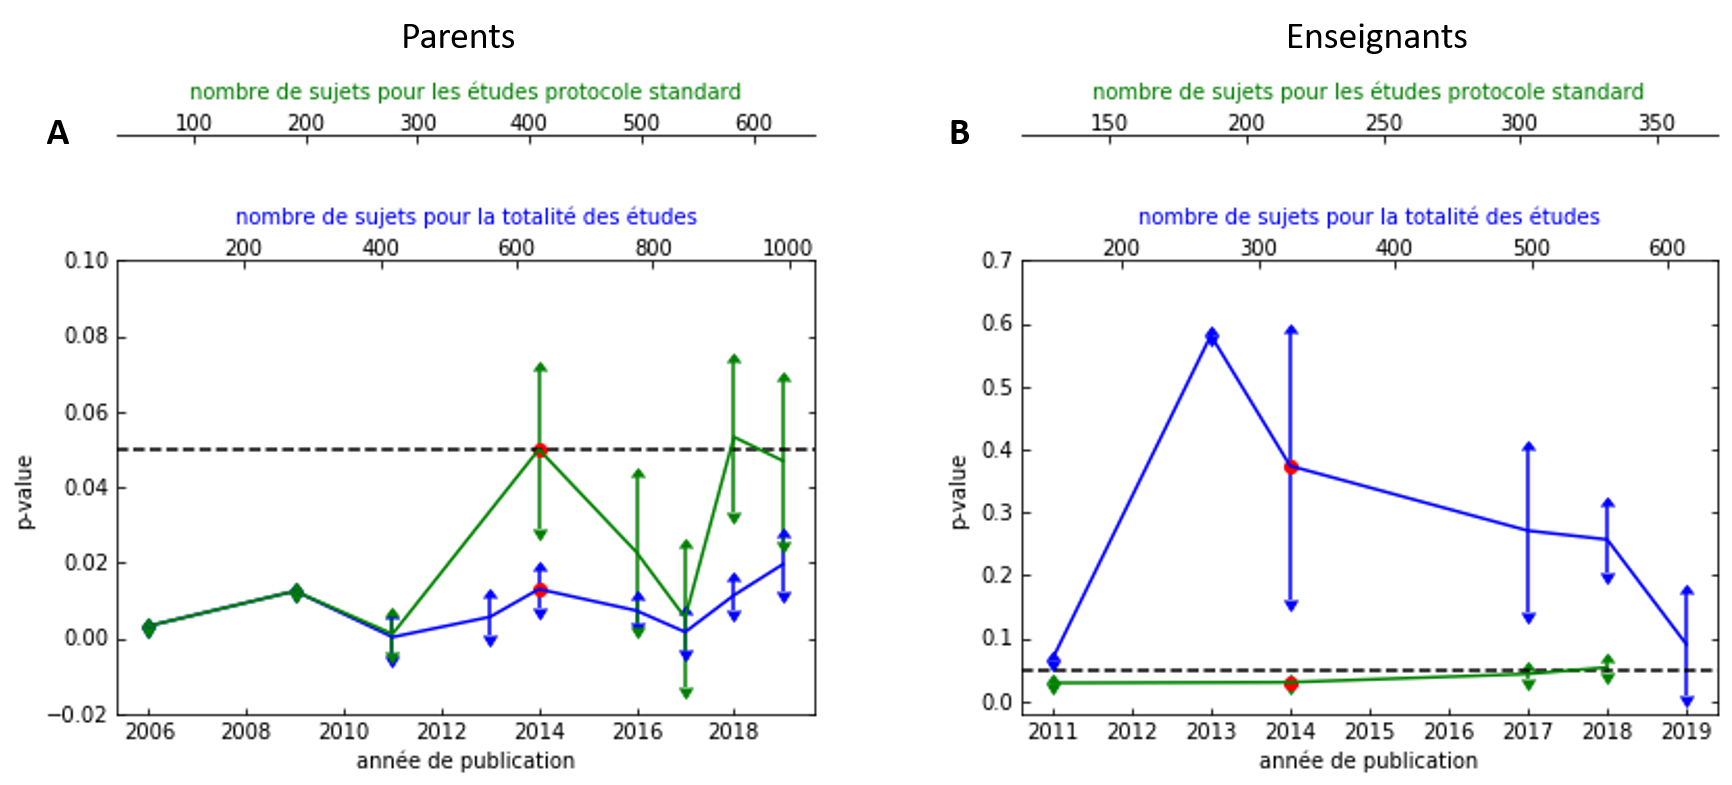 Parents
nombre de sujets pour les études protocole standard
A
100 200 300 400 500 600
nombre de sujets pour la totalité des études
200 400 600 800 1000
0.10
0.08
0.06
0.04
0.02
0.00
−0.02
p-value
2006 2008 2010 2012 2014 2016 2018
année de publication
Enseignants
nombre de sujets pour les études protocole standard
B
150 200 250 300 350
nombre de sujets pour la totalité des études
200 300 400 500 600
0.7
0.6
0.5
0.4
0.3
0.2
0.1
0.0
p-value
2011 2012 2013 2014 2015 2016 2017 2018 2019
année de publication